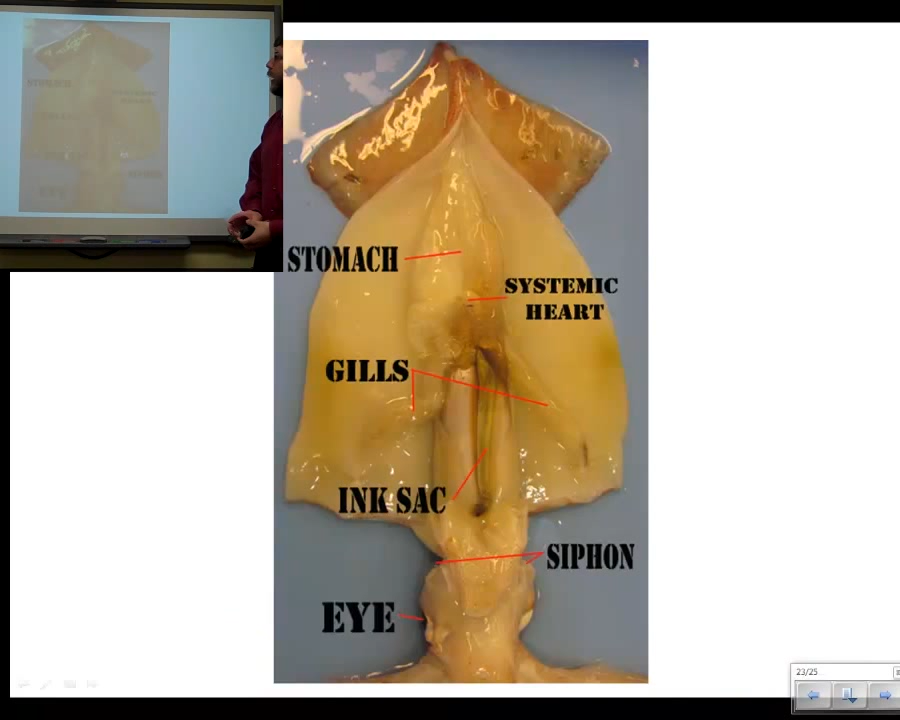 STOMACH
SYSTEMIC
HEART
GILLS
INK SAC
SIPHON
EYE
23/25